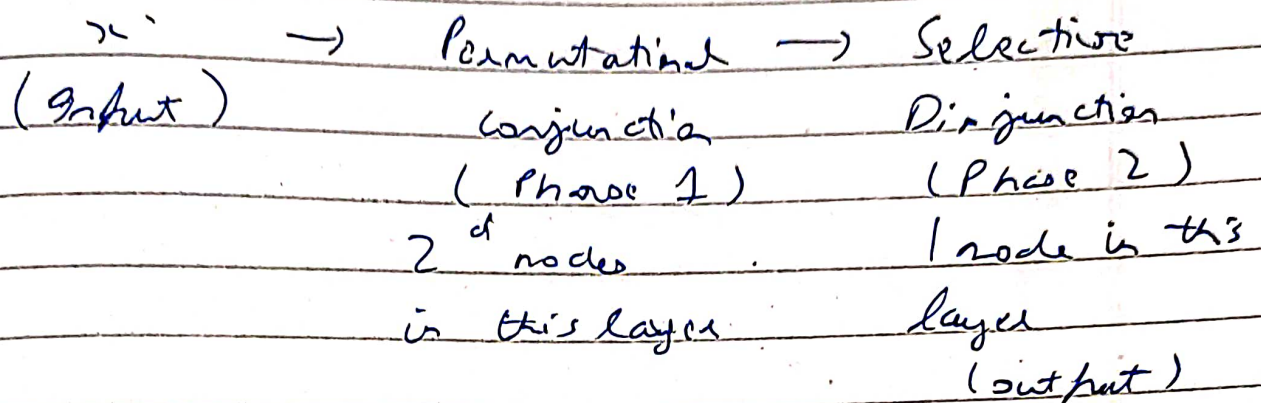 x → Permutational → Selective
(Input) conjunction Disjunction
( Phase 1 ) ( Phase 2 )
2^d nodes 1 node in this
in this layer. layer
(output)